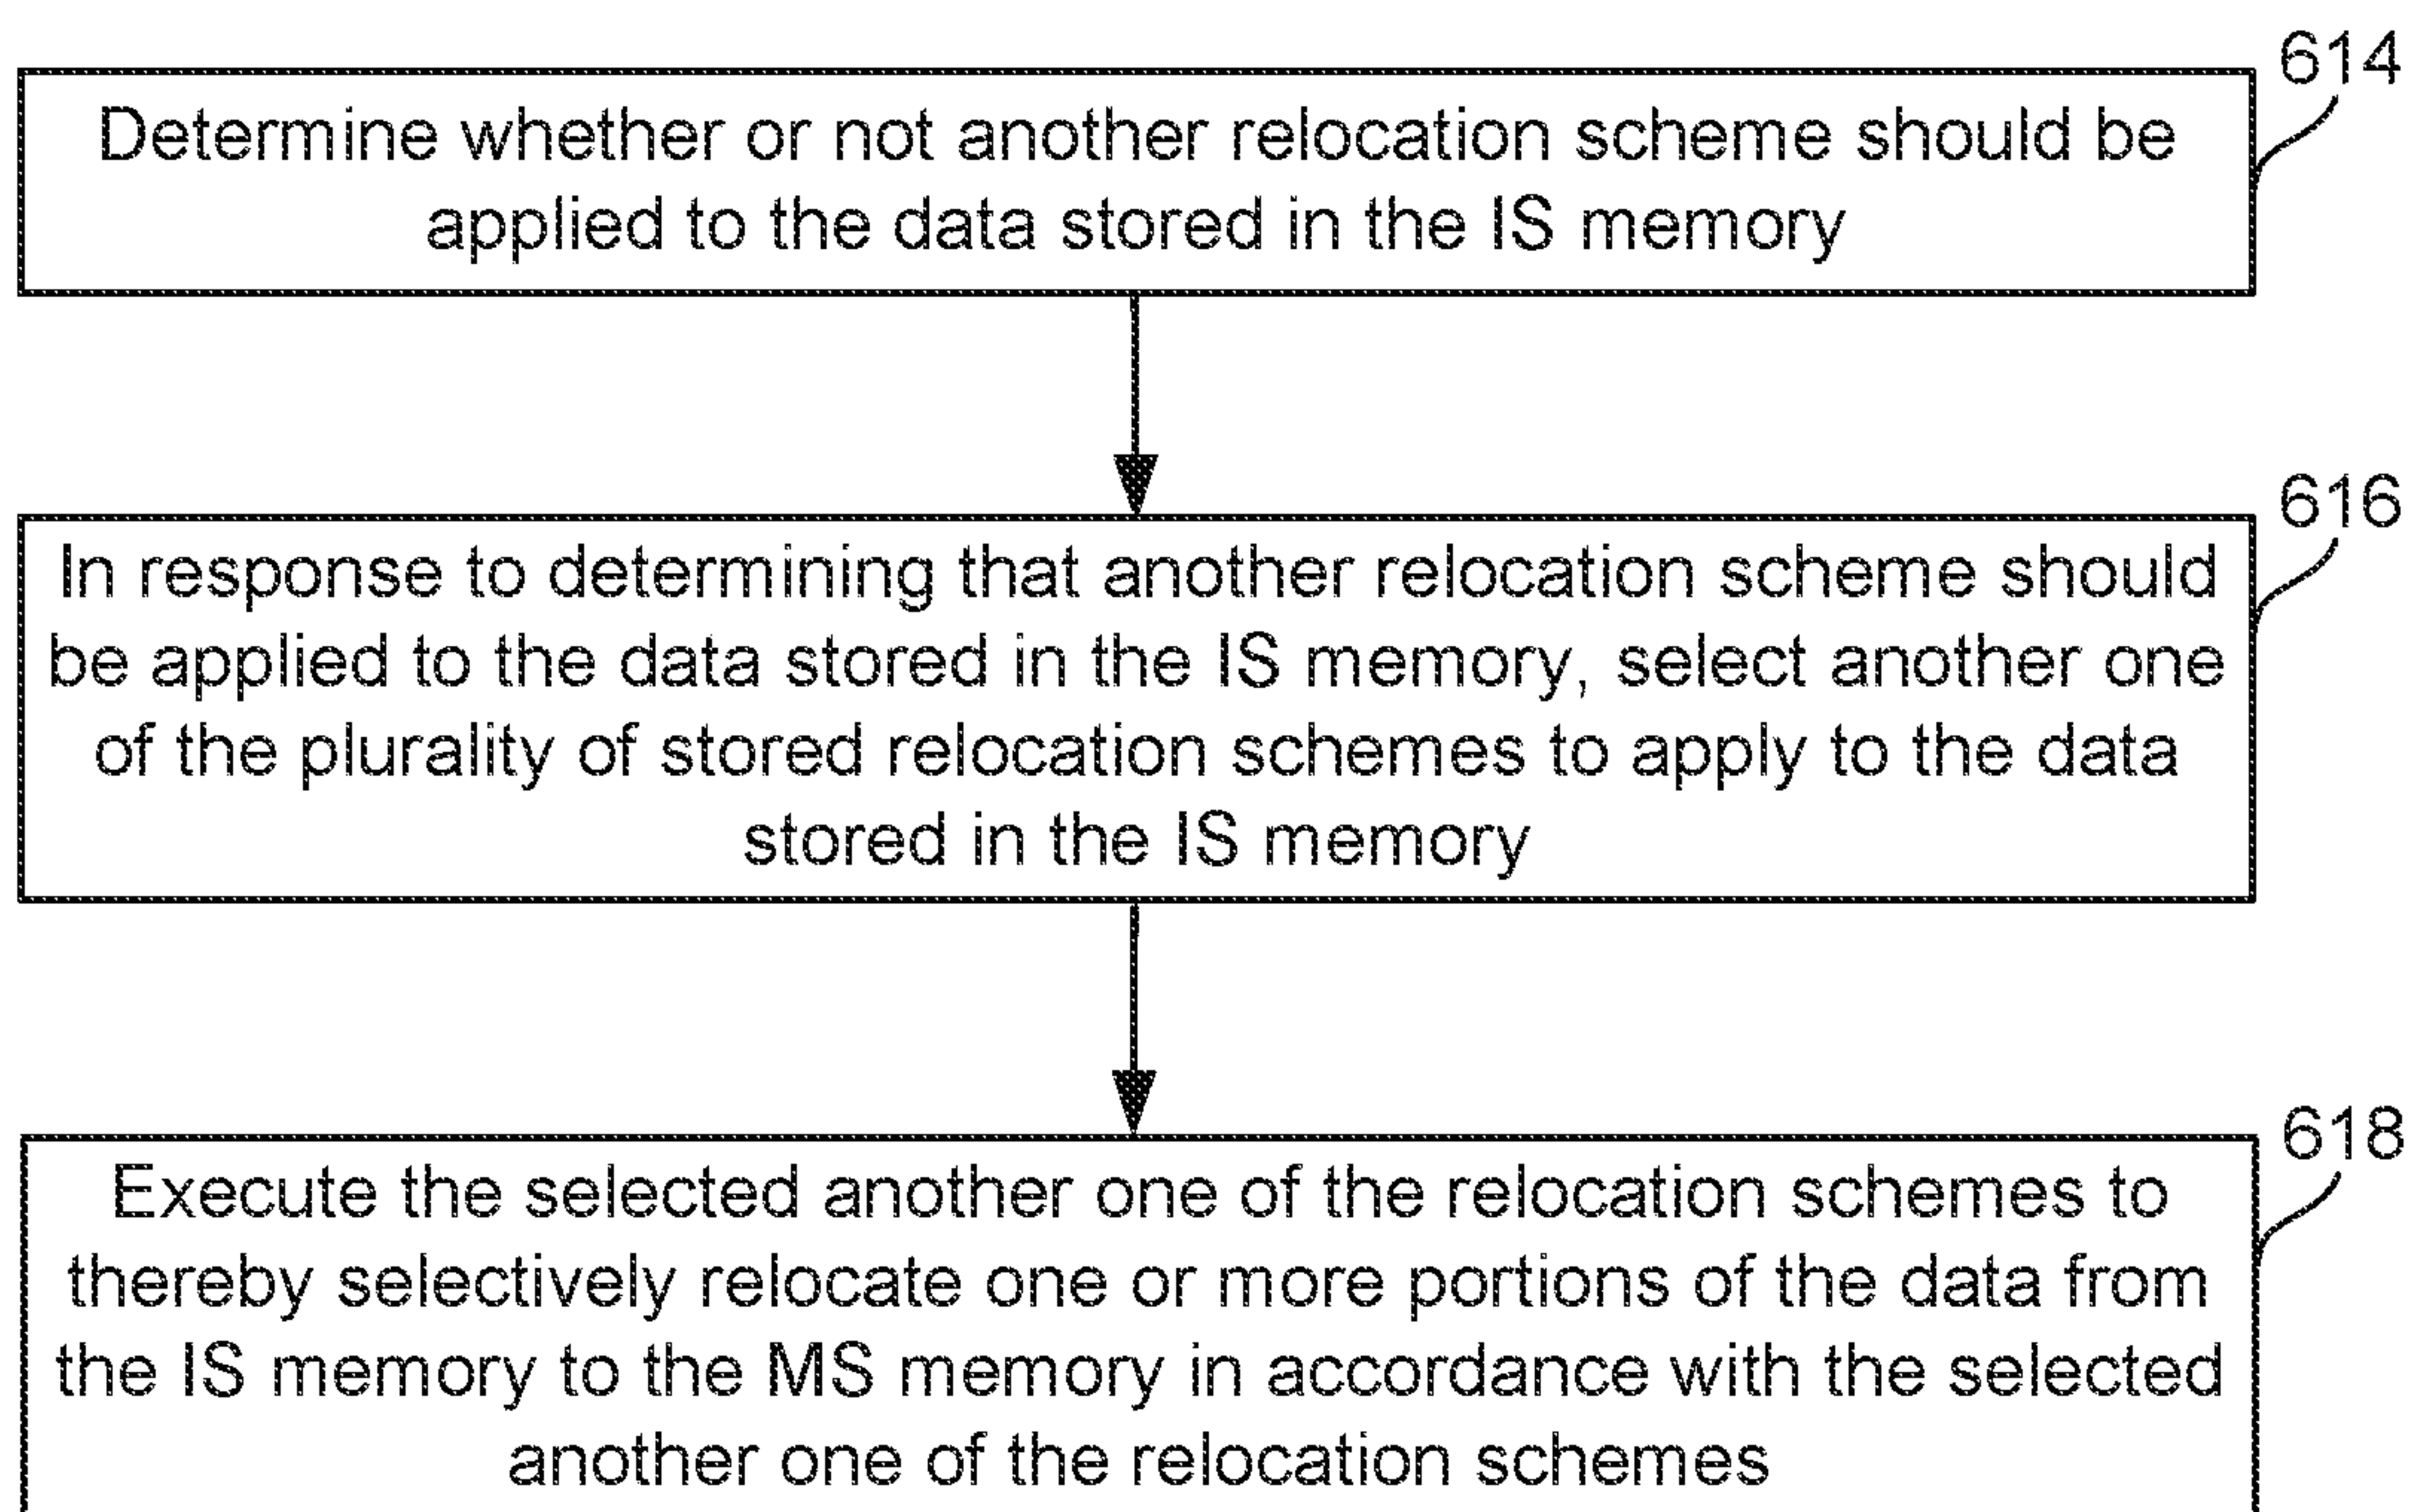 614
Determine whether or not another relocation scheme should be
applied to the data stored in the IS memory
616
In response to determining that another relocation scheme should
be applied to the data stored in the IS memory, select another one
of the plurality of stored relocation schemes to apply to the data
stored in the IS memory
618
Execute the selected another one of the relocation schemes to
thereby selectively relocate one or more portions of the data from
the IS memory to the MS memory in accordance with the selected
another one of the relocation schemes